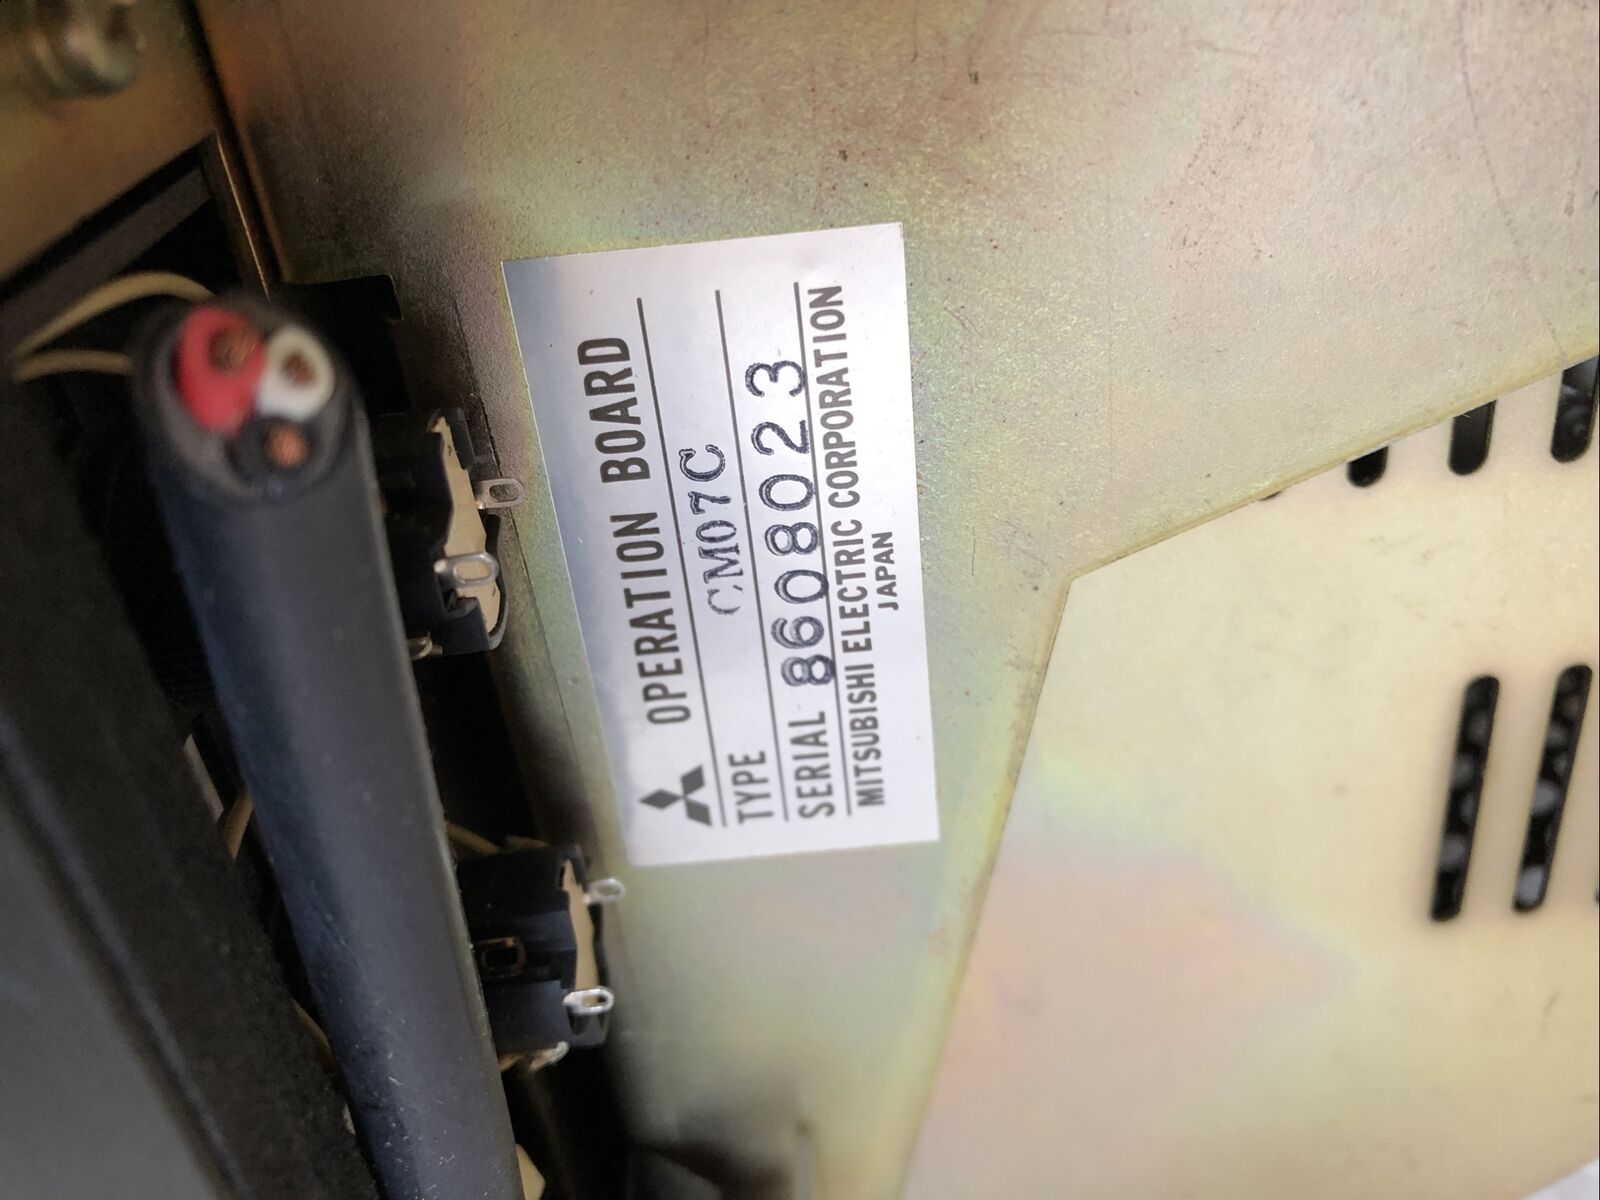 OPERATION BOARD
TYPE CM07C
SERIAL 8608023
MITSUBISHI ELECTRIC CORPORATION
JAPAN